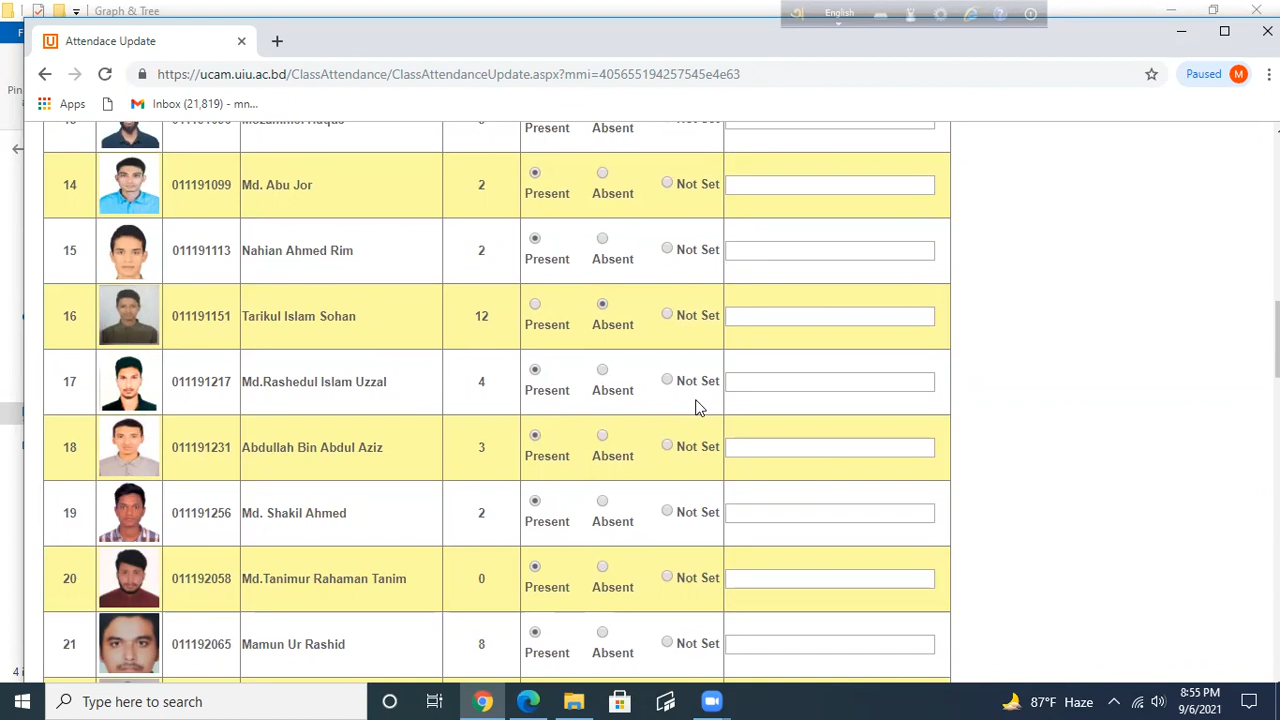 Graph & Tree
English
Attendace Update
https://ucam.uiu.ac.bd/ClassAttendance/ClassAttendanceUpdate.aspx?mmi=405655194257545e4e63
Paused
M
Apps
Inbox (21,819) - mn...
Pin
Present Absent
14 011191099 Md. Abu Jor 2 Present Absent Not Set
15 011191113 Nahian Ahmed Rim 2 Present Absent Not Set
16 011191151 Tarikul Islam Sohan 12 Present Absent Not Set
17 011191217 Md.Rashedul Islam Uzzal 4 Present Absent Not Set
18 011191231 Abdullah Bin Abdul Aziz 3 Present Absent Not Set
19 011191256 Md. Shakil Ahmed 2 Present Absent Not Set
20 011192058 Md.Tanimur Rahaman Tanim 0 Present Absent Not Set
21 011192065 Mamun Ur Rashid 8 Present Absent Not Set
4 i
Type here to search
87°F Haze
8:55 PM
9/6/2021